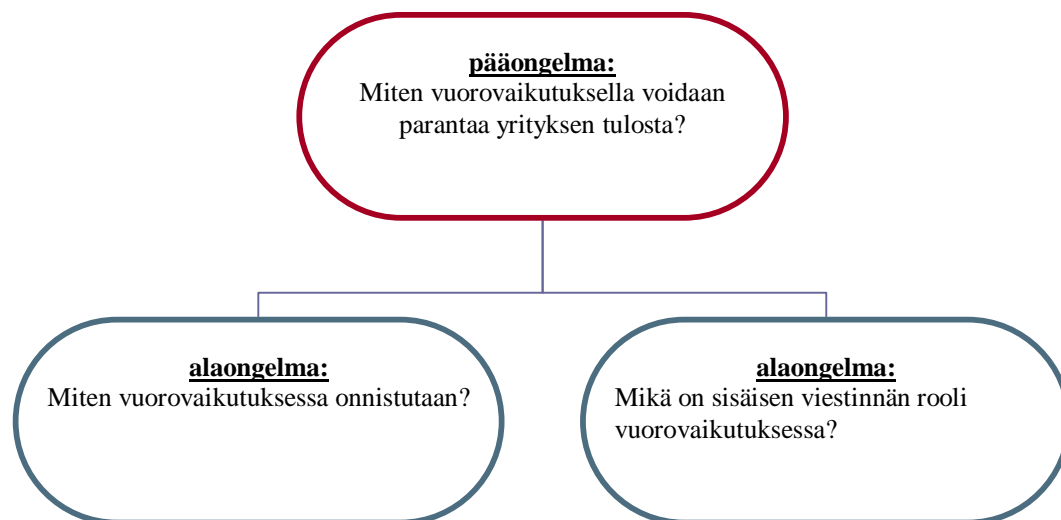 pääongelma:
Miten vuorovaikutuksella voidaan
parantaa yrityksen tulosta?
alaongelma:
Miten vuorovaikutuksessa onnistutaan?
alaongelma:
Mikä on sisäisen viestinnän rooli
vuorovaikutuksessa?